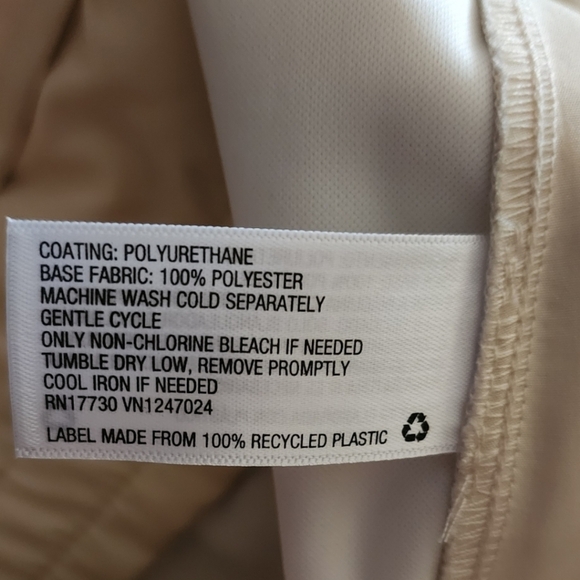 COATING: POLYURETHANE
BASE FABRIC: 100% POLYESTER
MACHINE WASH COLD SEPARATELY
GENTLE CYCLE
ONLY NON-CHLORINE BLEACH IF NEEDED
TUMBLE DRY LOW, REMOVE PROMPTLY
COOL IRON IF NEEDED
RN17730 VN1247024
LABEL MADE FROM 100% RECYCLED PLASTIC